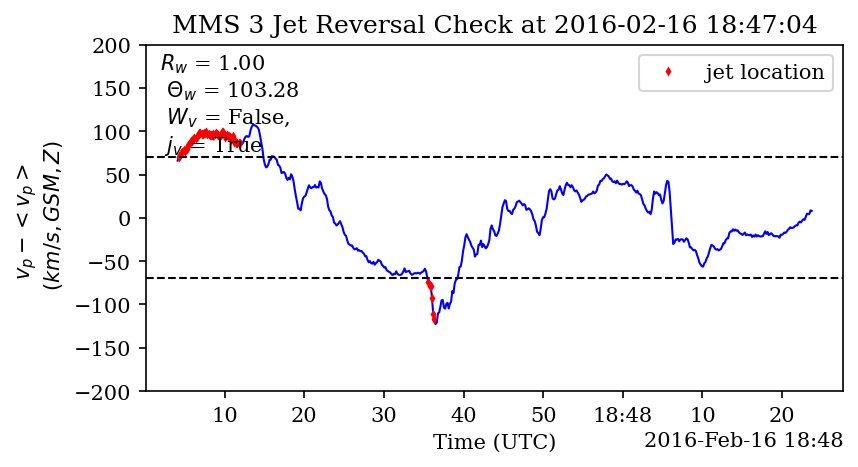 MMS 3 Jet Reversal Check at 2016-02-16 18:47:04
200
150
100
50
0
−50
−100
−150
−200
v_p − < v_p >
(km/s, GSM, Z)
R_w = 1.00
Θ_w = 103.28
W_v = False,
j_v = True
jet location
10 20 30 40 50 18:48 10 20
Time (UTC)
2016-Feb-16 18:48